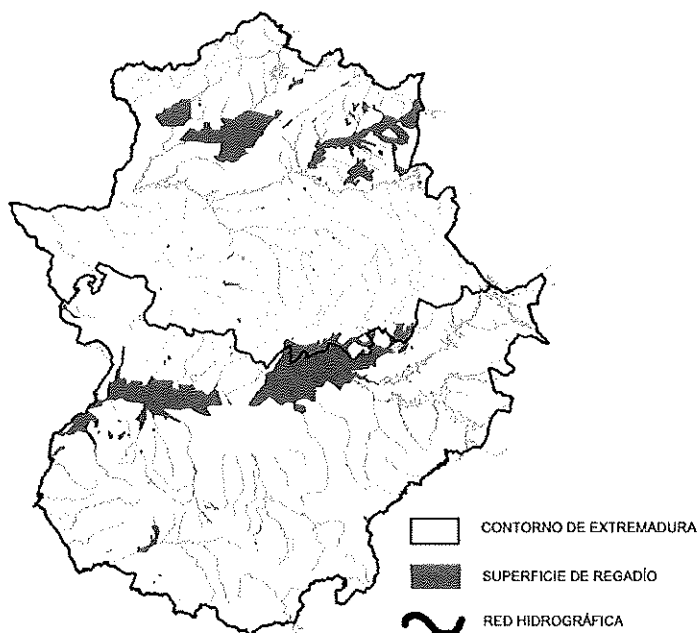 CONTORNO DE EXTREMADURA
SUPERFICIE DE REGADÍO
RED HIDROGRÁFICA